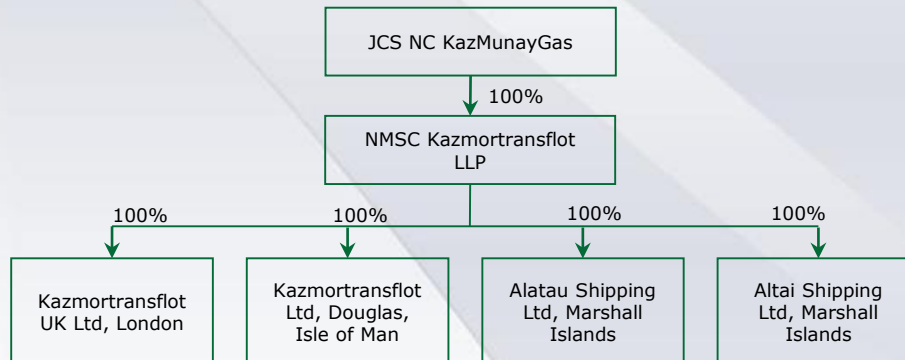 JCS NC KazMunayGas
100%
NMSC Kazmortransflot
LLP
100%
100%
100%
100%
Kazmortransflot
UK Ltd, London
Kazmortransflot
Ltd, Douglas,
Isle of Man
Alatau Shipping
Ltd, Marshall
Islands
Altai Shipping
Ltd, Marshall
Islands